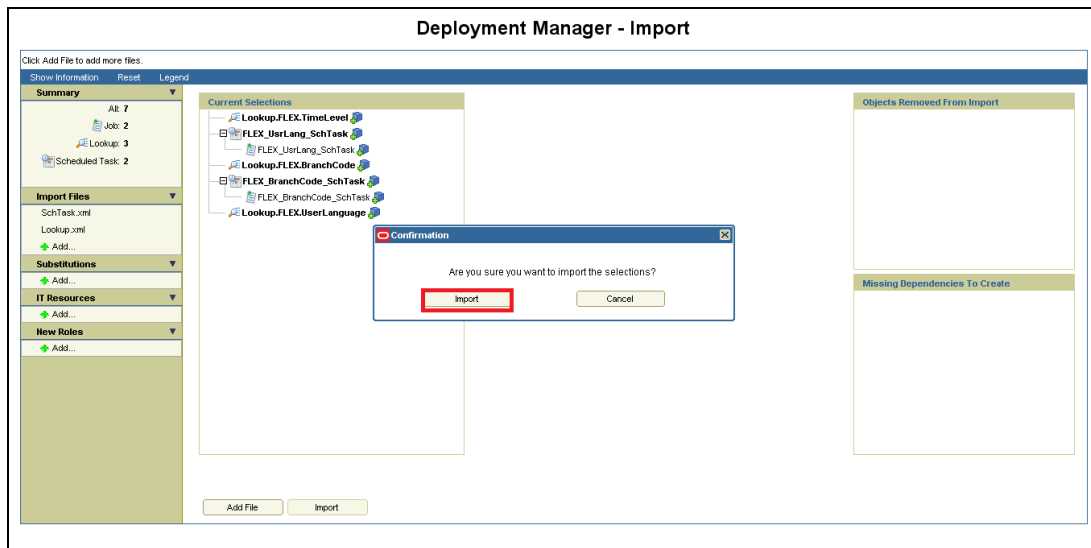 Deployment Manager - Import
Click Add File to add more files.
Show Information Reset Legend
Summary
All: 7
Job: 2
Lookup: 3
Scheduled Task: 2
Import Files
SchTask.xml
Lookup.xml
Add...
Substitutions
Add...
IT Resources
Add...
New Roles
Add...
Current Selections
Lookup.FLEX.TimeLevel
FLEX_UsrLang_SchTask
FLEX_UsrLang_SchTask
Lookup.FLEX.BranchCode
FLEX_BranchCode_SchTask
FLEX_BranchCode_SchTask
Lookup.FLEX.UserLanguage
Confirmation
Are you sure you want to import the selections?
Import Cancel
Objects Removed From Import
Missing Dependencies To Create
Add File Import